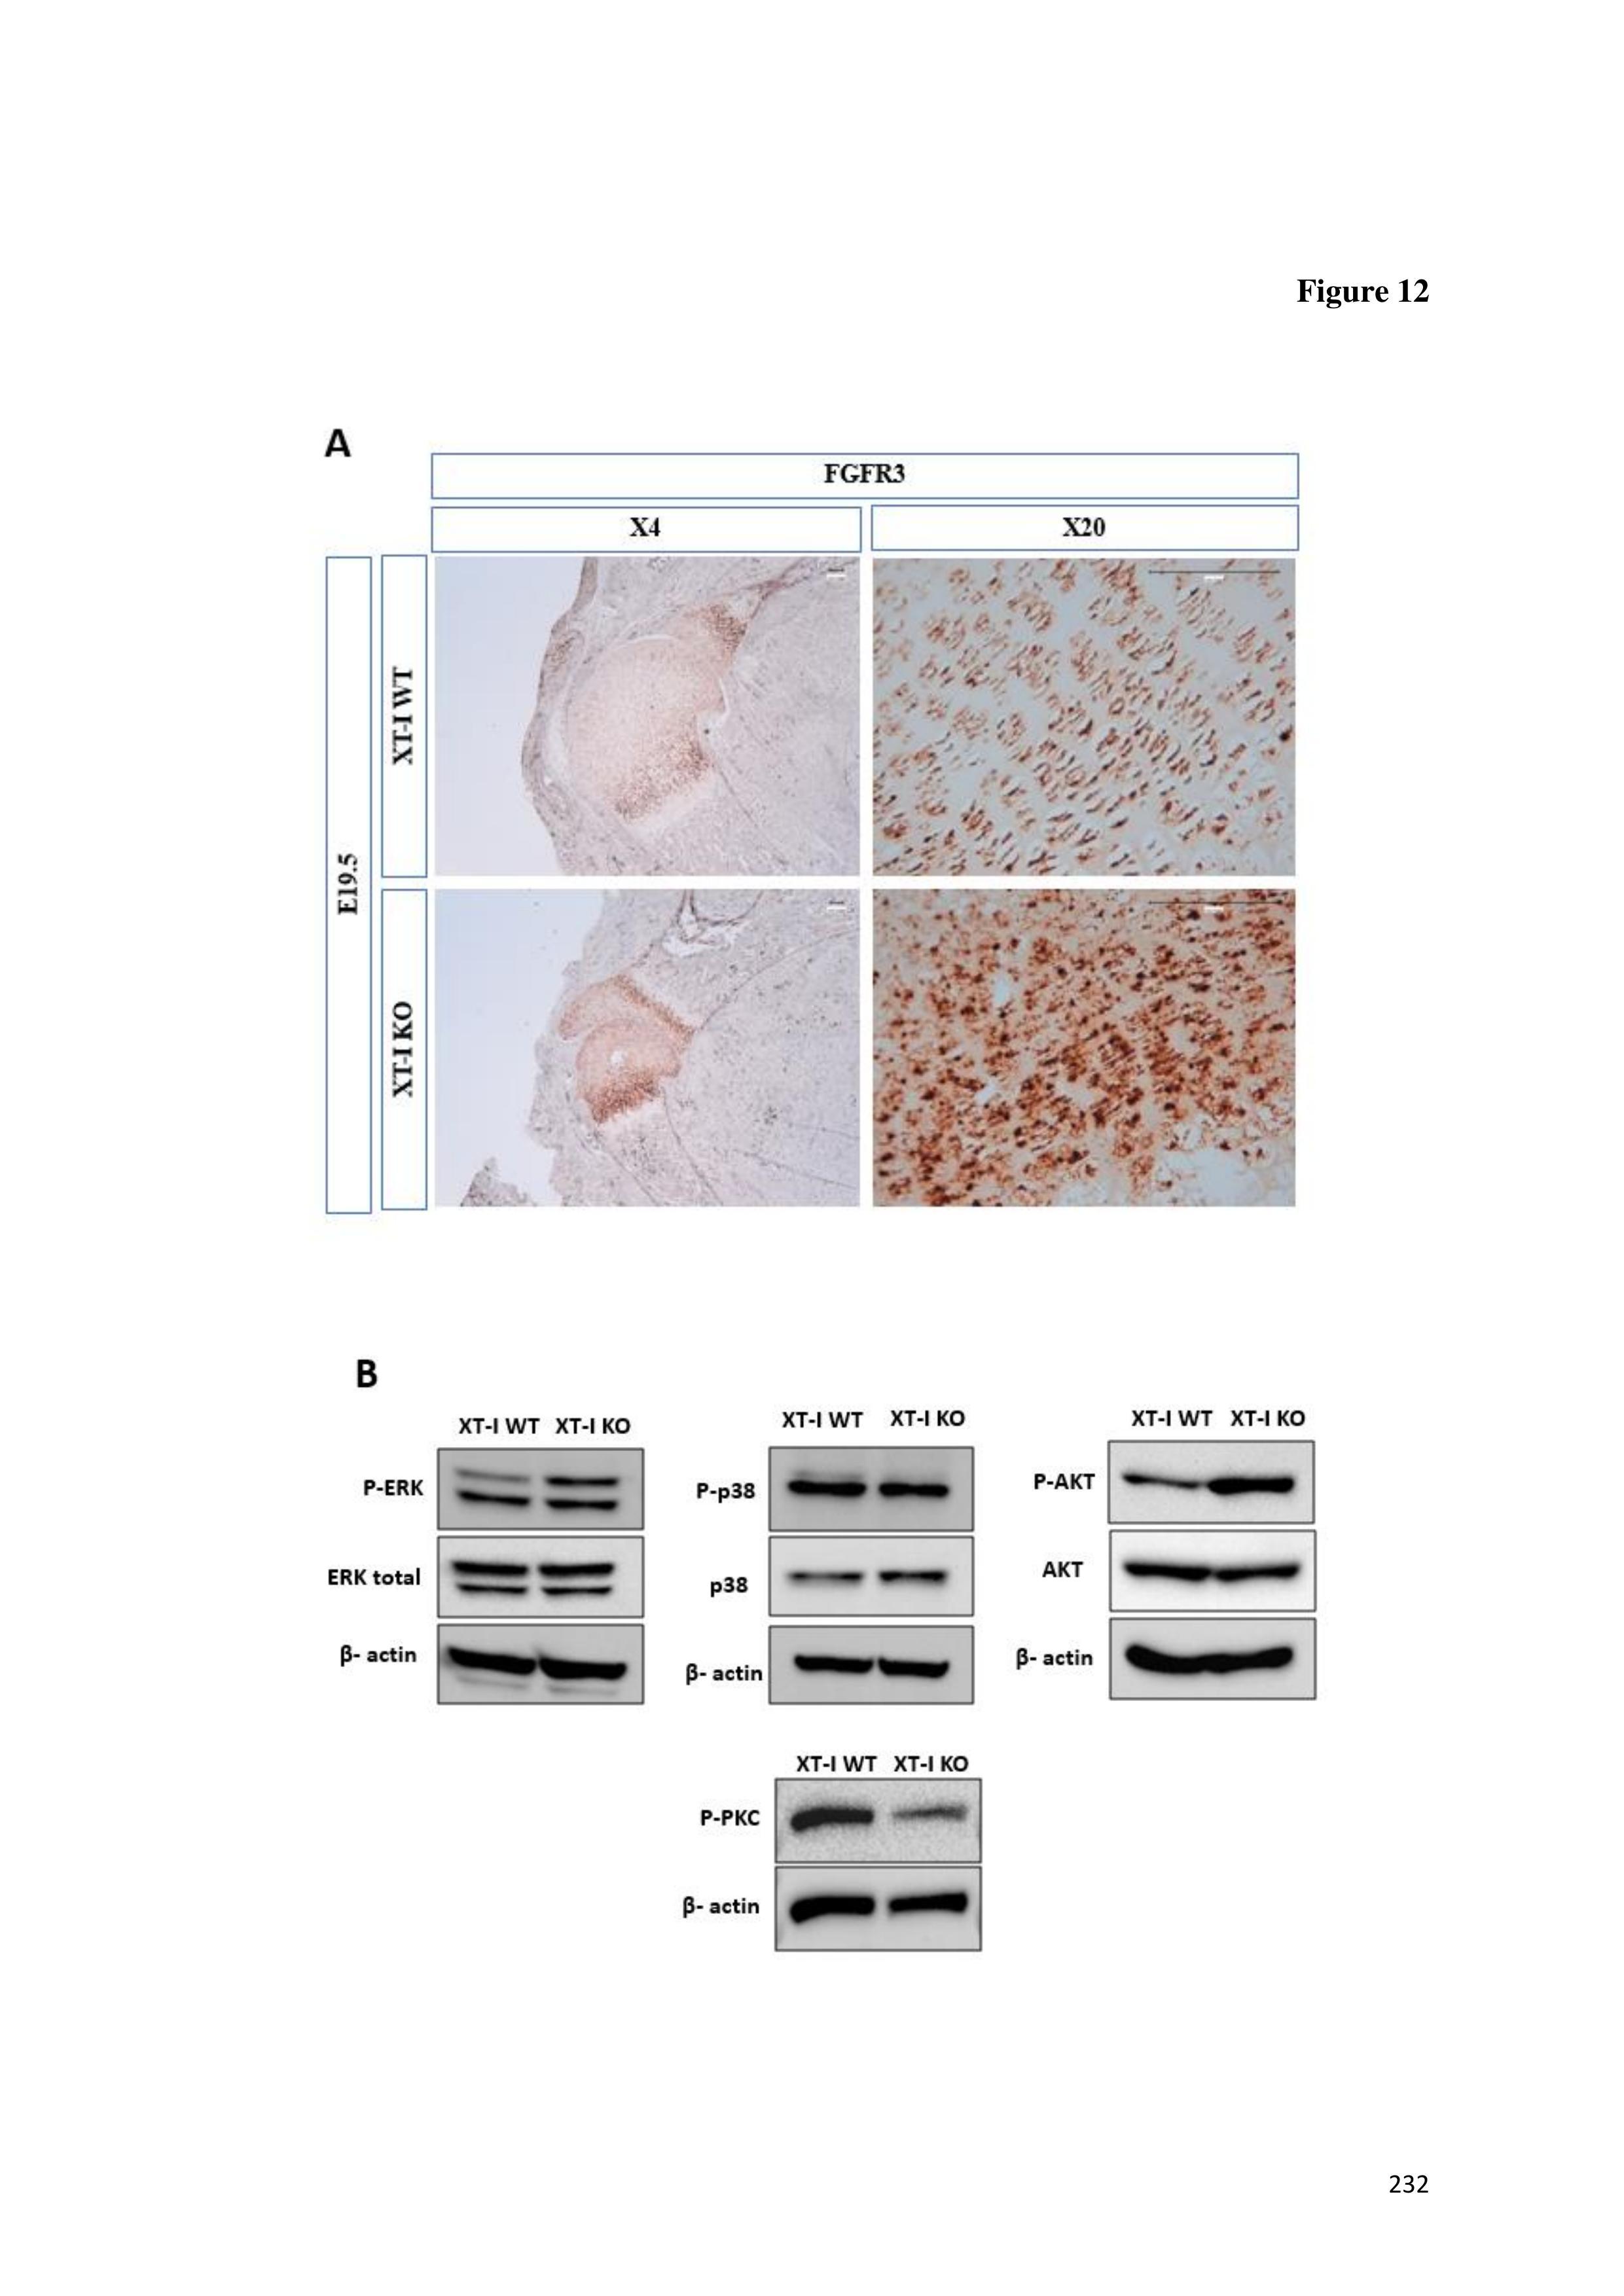 Figure 12
A
FGFR3
X4
X20
E19.5
XT-I WT
XT-I KO
B
XT-I WT XT-I KO
P-ERK
ERK total
β- actin
XT-I WT XT-I KO
P-p38
p38
β- actin
XT-I WT XT-I KO
P-AKT
AKT
β- actin
XT-I WT XT-I KO
P-PKC
β- actin
232